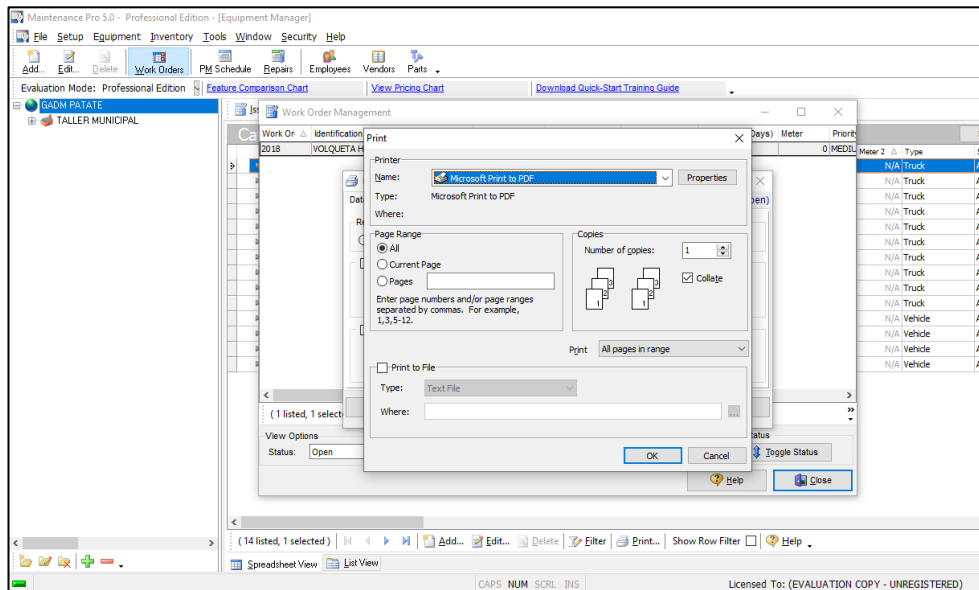 Maintenance Pro 5.0 - Professional Edition - [Equipment Manager]
File Setup Equipment Inventory Tools Window Security Help
Add... Edit... Delete Work Orders PM Schedule Repairs Employees Vendors Parts
Evaluation Mode: Professional Edition Feature Comparison Chart View Pricing Chart Download Quick-Start Training Guide
GADM PATATE
TALLER MUNICIPAL
Work Order Management
Work Or Identification Days) Meter Priorit
2018 VOLQUETA H 0 MEDIU
Meter 2 Type
N/A Truck
N/A Truck
N/A Truck
N/A Truck
N/A Truck
N/A Truck
N/A Truck
N/A Truck
N/A Truck
N/A Truck
N/A Vehicle
N/A Vehicle
N/A Vehicle
N/A Vehicle
Print
Printer
Name: Microsoft Print to PDF Properties
Type: Microsoft Print to PDF
Where:
Page Range
All
Current Page
Pages
Enter page numbers and/or page ranges
separated by commas. For example,
1,3,5-12.
Copies
Number of copies: 1
1 2 3 1 2 3 Collate
Print All pages in range
Print to File
Type: Text File
Where: ...
OK Cancel
(1 listed, 1 select
View Options
Status: Open
Toggle Status
Help Close
(14 listed, 1 selected) Add... Edit... Delete Filter Print... Show Row Filter Help
Spreadsheet View List View
CAPS NUM SCRL INS Licensed To: (EVALUATION COPY - UNREGISTERED)